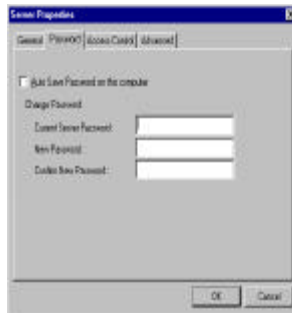 Server Properties
General Password Access Control Advanced
Auto Save Password on this computer
Change Password
Current Server Password:
New Password:
Confirm New Password:
OK Cancel